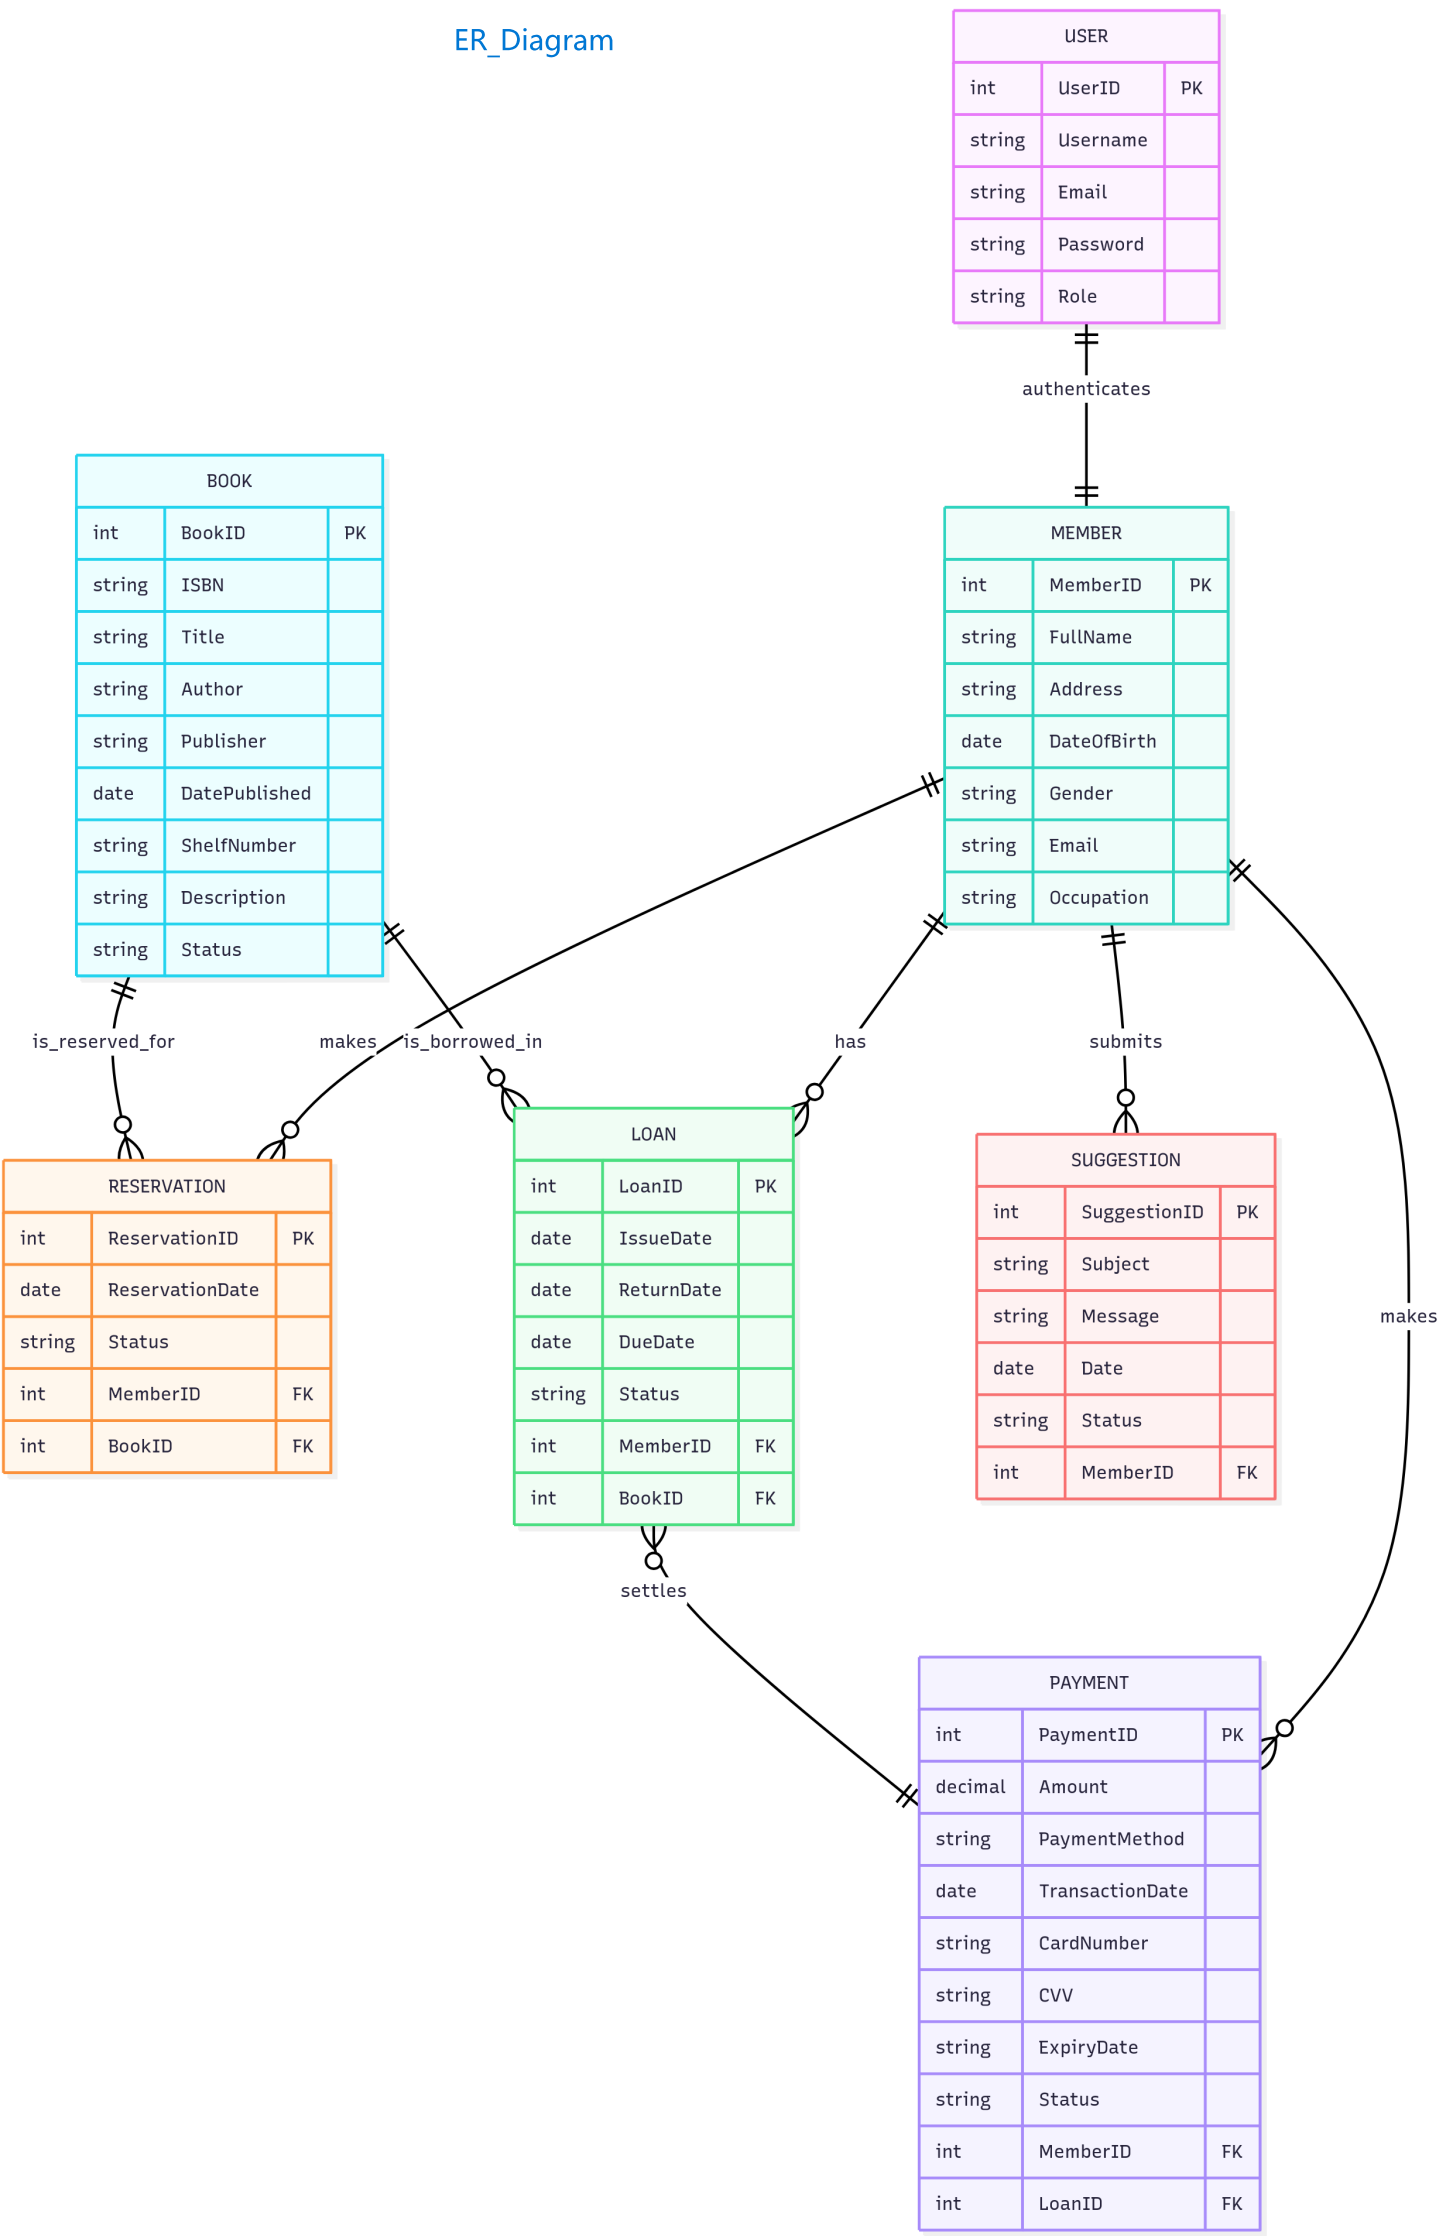 ER_Diagram
USER
int UserID PK
string Username
string Email
string Password
string Role
authenticates
BOOK
int BookID PK
string ISBN
string Title
string Author
string Publisher
date DatePublished
string ShelfNumber
string Description
string Status
MEMBER
int MemberID PK
string FullName
string Address
date DateOfBirth
string Gender
string Email
string Occupation
is_reserved_for makes is_borrowed_in has submits
RESERVATION
int ReservationID PK
date ReservationDate
string Status
int MemberID FK
int BookID FK
LOAN
int LoanID PK
date IssueDate
date ReturnDate
date DueDate
string Status
int MemberID FK
int BookID FK
SUGGESTION
int SuggestionID PK
string Subject
string Message
date Date
string Status
int MemberID FK
makes
settles
PAYMENT
int PaymentID PK
decimal Amount
string PaymentMethod
date TransactionDate
string CardNumber
string CVV
string ExpiryDate
string Status
int MemberID FK
int LoanID FK